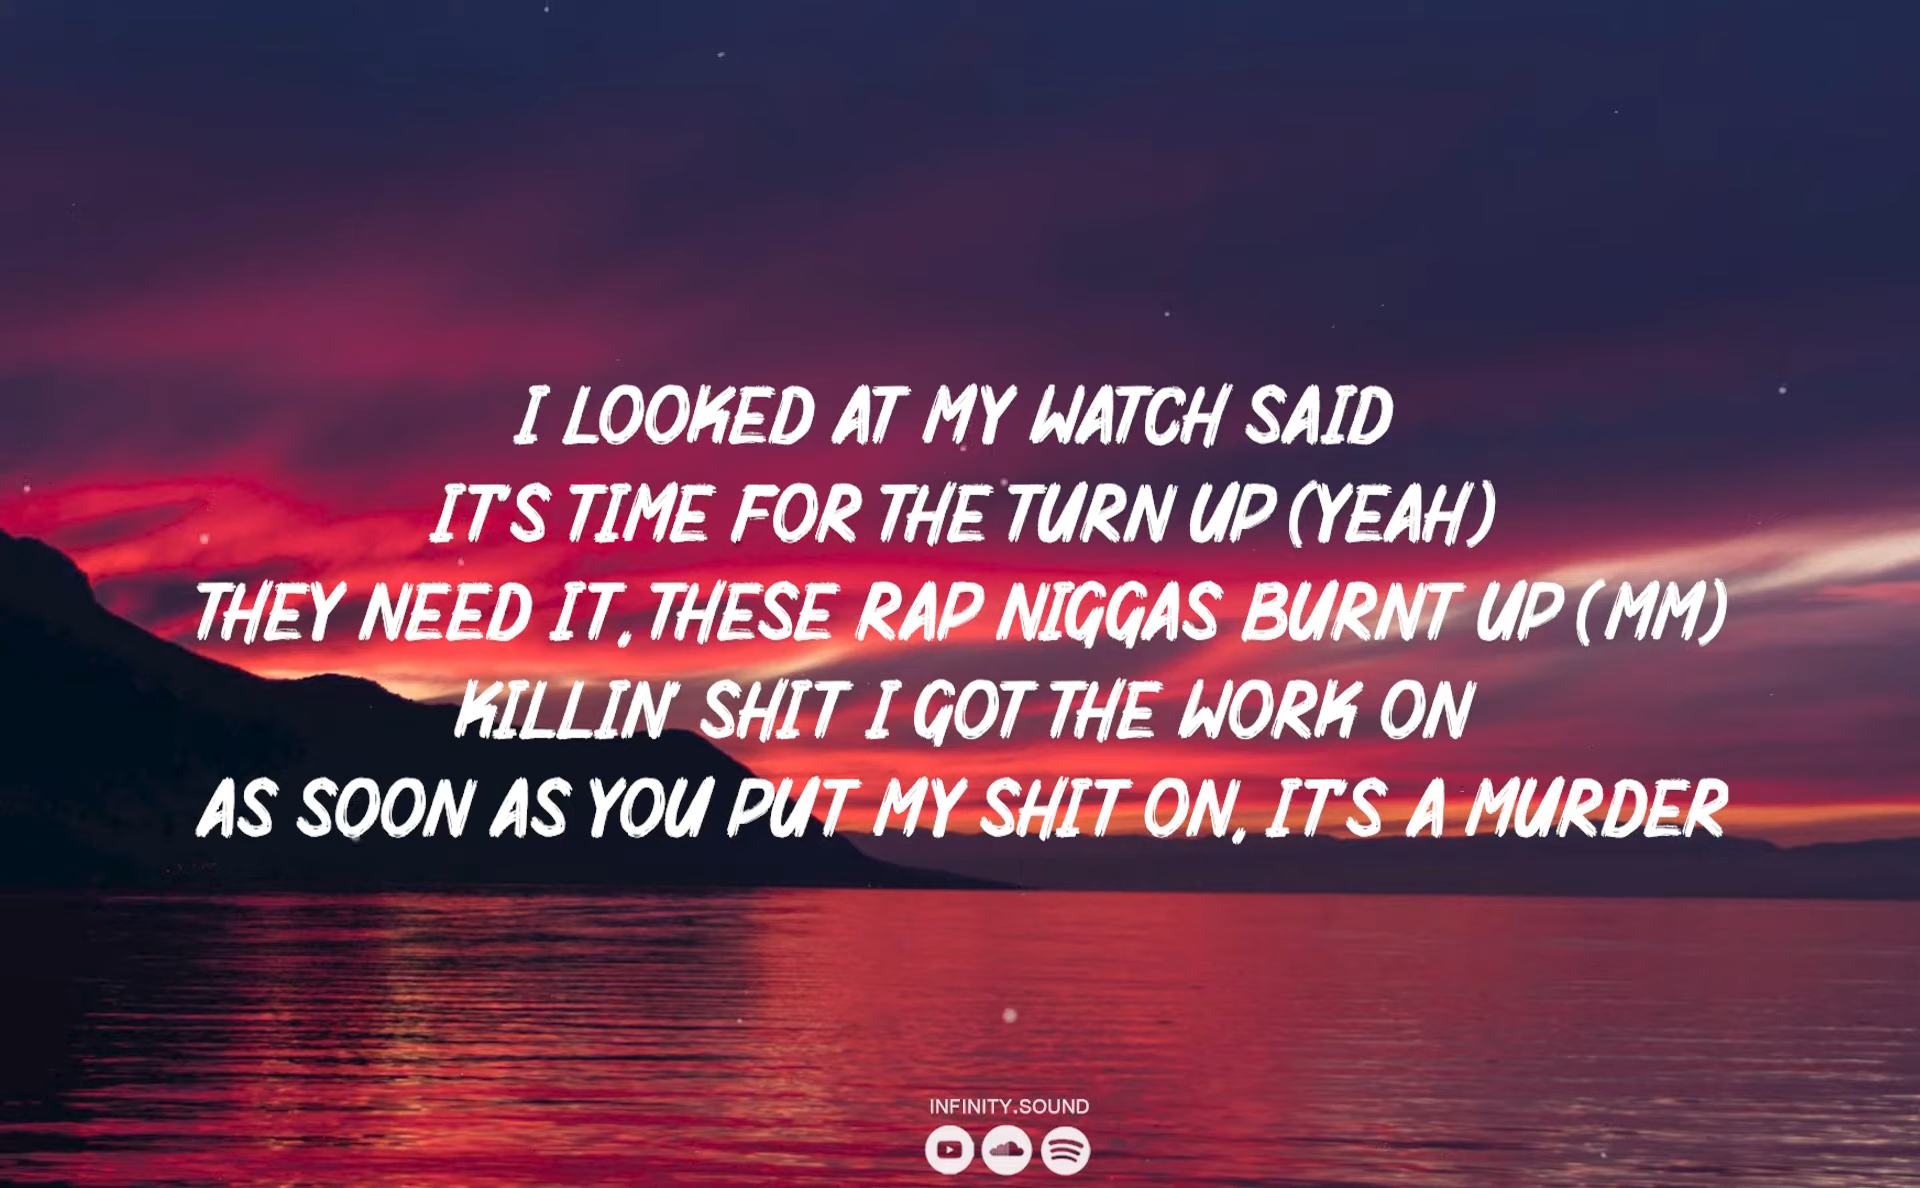 I LOOKED AT MY WATCH SAID
IT'S TIME FOR THE TURN UP (YEAH)
THEY NEED IT, THESE RAP NIGGAS BURNT UP (MM)
KILLIN' SHIT I GOT THE WORK ON
AS SOON AS YOU PUT MY SHIT ON, IT'S A MURDER
INFINITY.SOUND